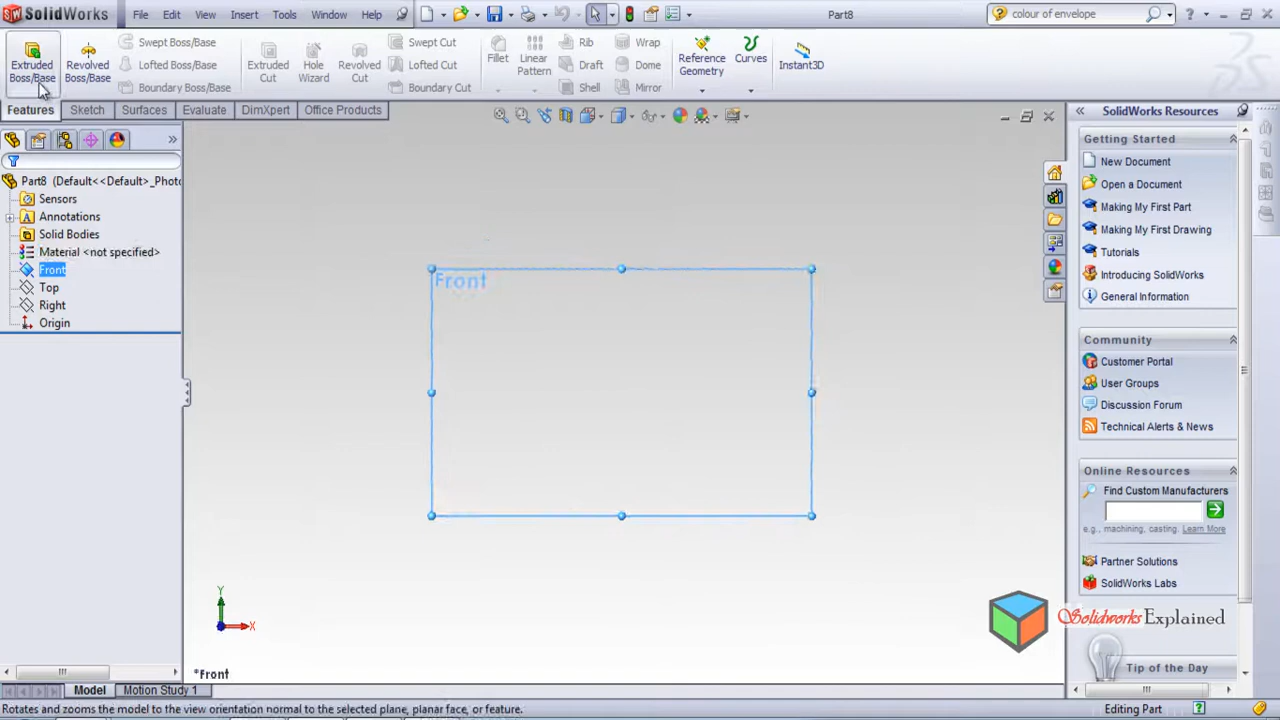 SolidWorks
File
Edit
View
Insert
Tools
Window
Help
Part8
colour of envelope
Extruded
Boss/Base
Revolved
Boss/Base
Swept Boss/Base
Lofted Boss/Base
Boundary Boss/Base
Extruded
Cut
Hole
Wizard
Revolved
Cut
Swept Cut
Lofted Cut
Boundary Cut
Fillet
Linear
Pattern
Rib
Draft
Shell
Wrap
Dome
Mirror
Reference
Geometry
Curves
Instant3D
Features
Sketch
Surfaces
Evaluate
DimXpert
Office Products
Part8 (Default<<Default>_Photo
Sensors
Annotations
Solid Bodies
Material <not specified>
Front
Top
Right
Origin
Front
Y
X
*Front
SolidWorks Resources
Getting Started
New Document
Open a Document
Making My First Part
Making My First Drawing
Tutorials
Introducing SolidWorks
General Information
Community
Customer Portal
User Groups
Discussion Forum
Technical Alerts & News
Online Resources
Find Custom Manufacturers
e.g., machining, casting. Learn More
Partner Solutions
SolidWorks Labs
Solidworks Explained
Tip of the Day
Model
Motion Study 1
Rotates and zooms the model to the view orientation normal to the selected plane, planar face, or feature.
Editing Part